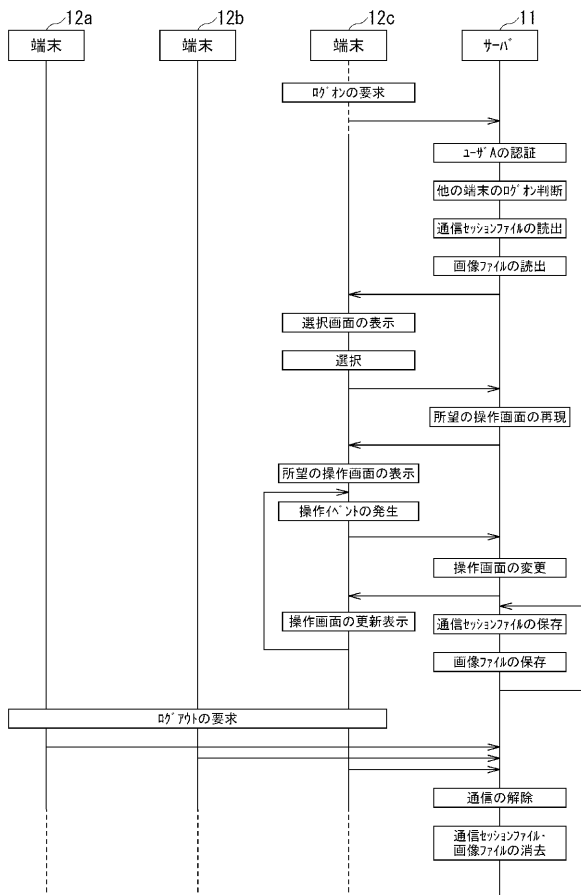 12a
12b
12c
11
端末
端末
端末
サーバ
ログオンの要求
ユーザAの認証
他の端末のログオン判断
通信セッションファイルの読出
画像ファイルの読出
選択画面の表示
選択
所望の操作画面の再現
所望の操作画面の表示
操作イベントの発生
操作画面の変更
操作画面の更新表示
通信セッションファイルの保存
画像ファイルの保存
ログアウトの要求
通信の解除
通信セッションファイル・
画像ファイルの消去